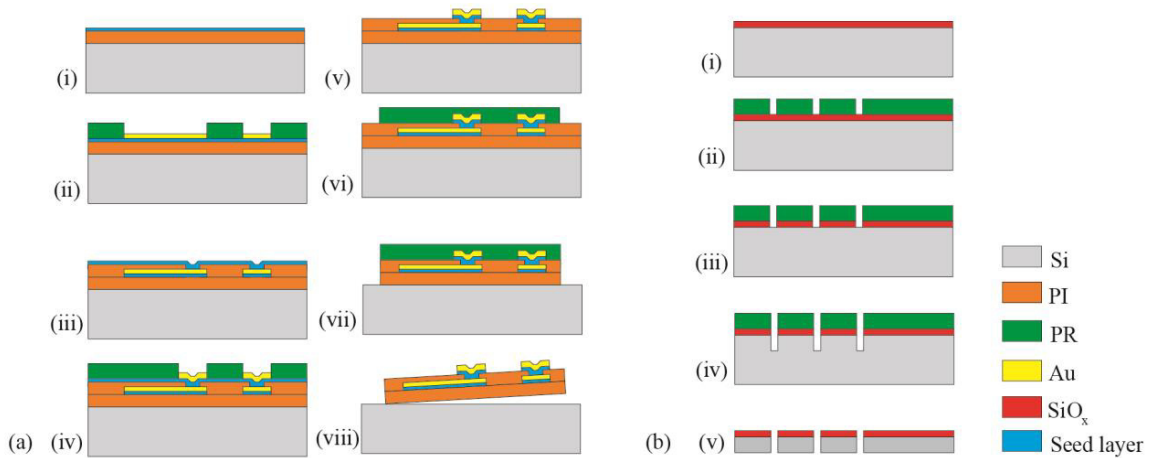 (i)
(ii)
(iii)
(a) (iv)
(v)
(vi)
(vii)
(viii)
(i)
(ii)
(iii)
(iv)
(b) (v)
Si
PI
PR
Au
SiOₓ
Seed layer